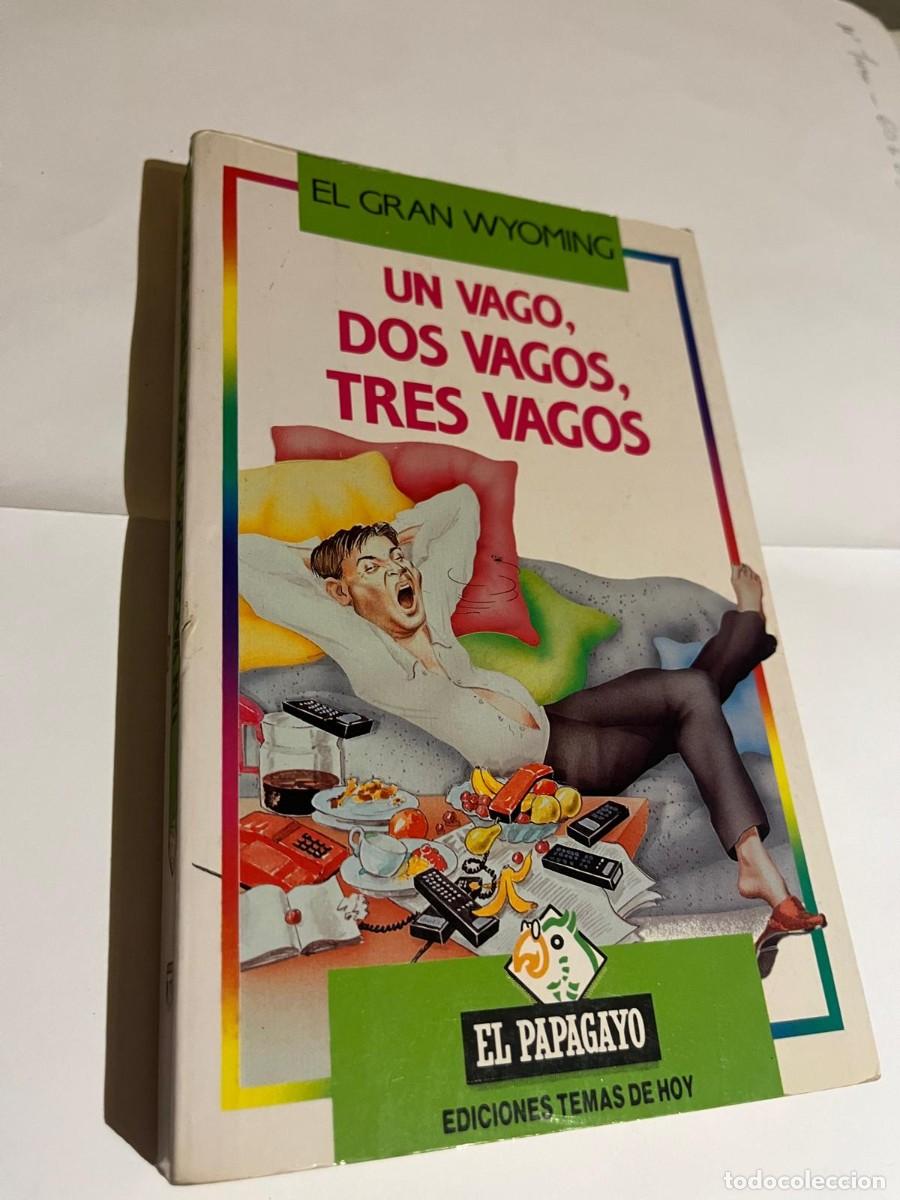 EL GRAN WYOMING
UN VAGO,
DOS VAGOS,
TRES VAGOS
EL PAPAGAYO
EDICIONES TEMAS DE HOY
todocoleccion